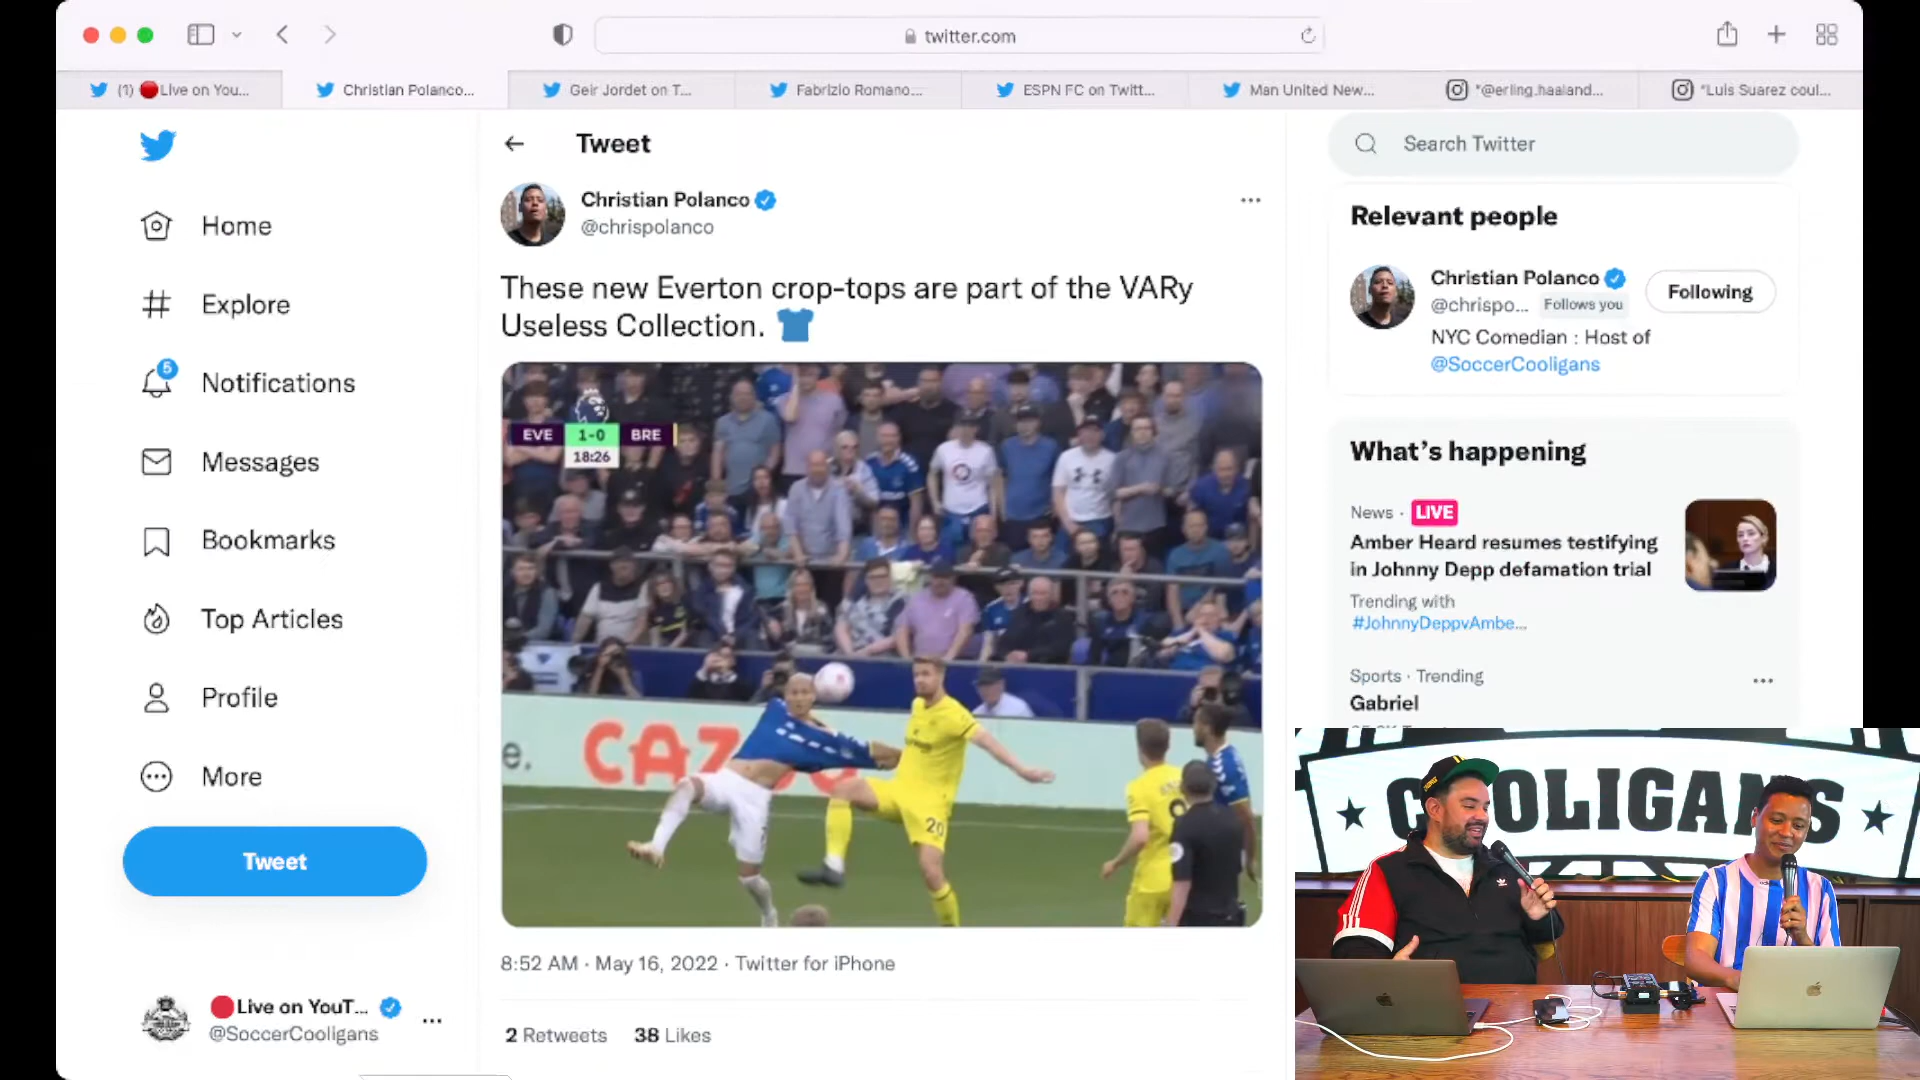 twitter.com
(1) 🔴Live on You...
Christian Polanco...
Geir Jordet on T...
Fabrizio Romano...
ESPN FC on Twitt...
Man United New...
"@erling.haaland...
"Luis Suarez coul...
Tweet
Search Twitter
Home
Explore
5
Notifications
Messages
Bookmarks
Top Articles
Profile
More
Tweet
🔴Live on YouT...
@SoccerCooligans
Christian Polanco
@chrispolanco
These new Everton crop-tops are part of the VARy
Useless Collection. 👕
EVE 1-0 BRE
18:26
e. CAZ
20
8:52 AM · May 16, 2022 · Twitter for iPhone
2 Retweets 38 Likes
Relevant people
Christian Polanco
@chrispo... Follows you
Following
NYC Comedian : Host of
@SoccerCooligans
What's happening
News · LIVE
Amber Heard resumes testifying
in Johnny Depp defamation trial
Trending with
#JohnnyDeppvAmbe...
Sports · Trending
Gabriel
COOLIGANS